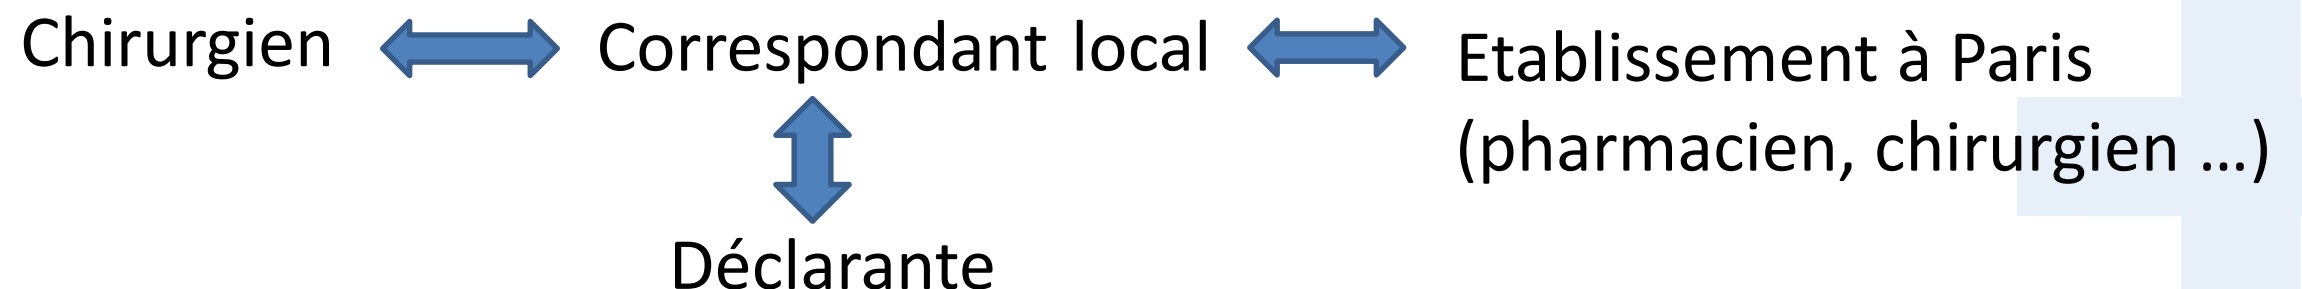 Chirurgien
Correspondant local
Etablissement à Paris
(pharmacien, chirurgien ...)
Déclarante